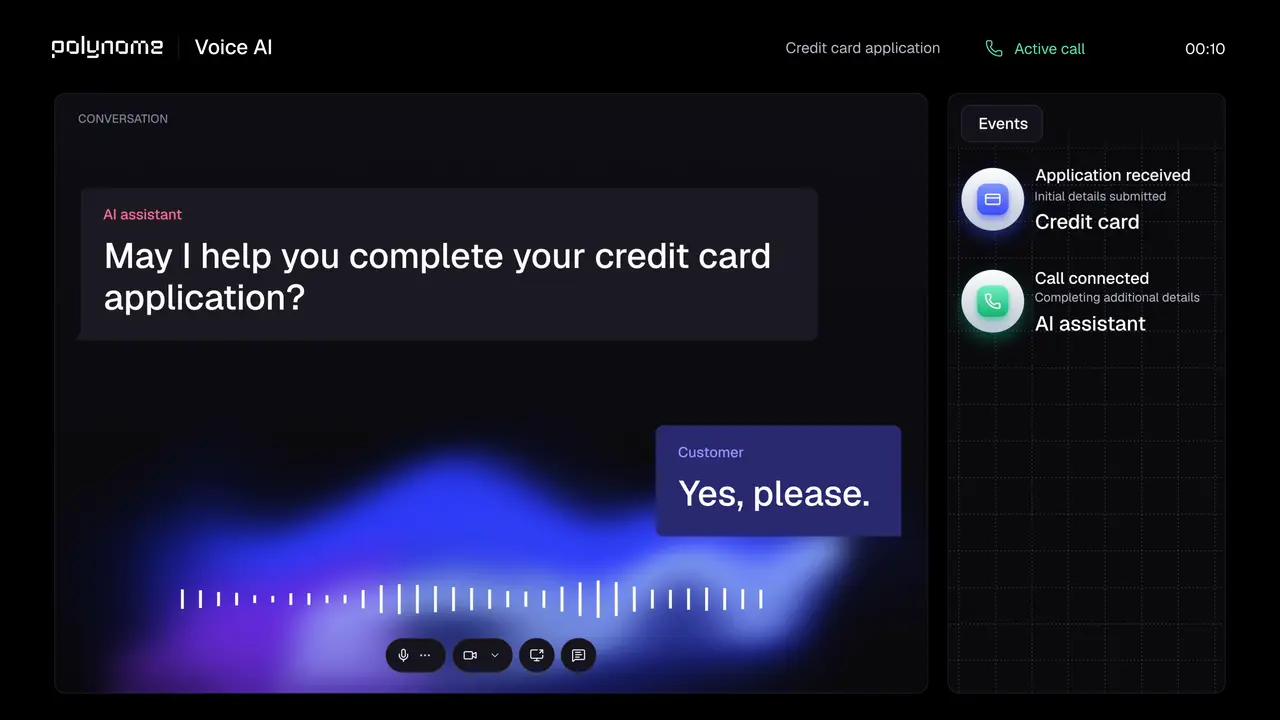 polynome
Voice AI
Credit card application
Active call
00:10
CONVERSATION
AI assistant
May I help you complete your credit card
application?
Customer
Yes, please.
Events
Application received
Initial details submitted
Credit card
Call connected
Completing additional details
AI assistant